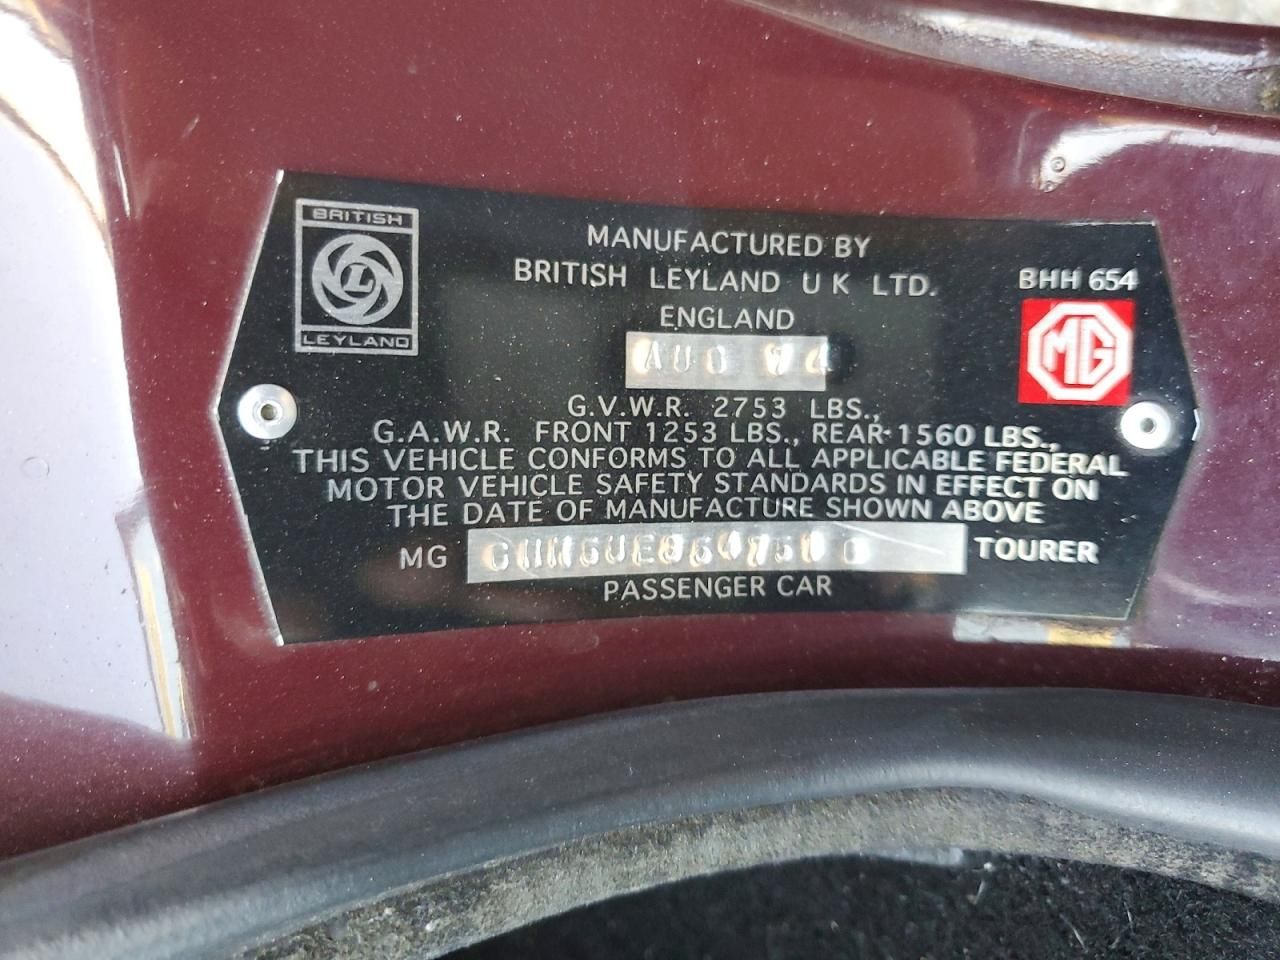 BRITISH
L
LEYLAND
MANUFACTURED BY
BRITISH LEYLAND U K LTD.
ENGLAND
BHH 654
MG
G.V.W.R. 2753 LBS.,
G.A.W.R. FRONT 1253 LBS., REAR 1560 LBS.,
THIS VEHICLE CONFORMS TO ALL APPLICABLE FEDERAL
MOTOR VEHICLE SAFETY STANDARDS IN EFFECT ON
THE DATE OF MANUFACTURE SHOWN ABOVE
MG TOURER
PASSENGER CAR